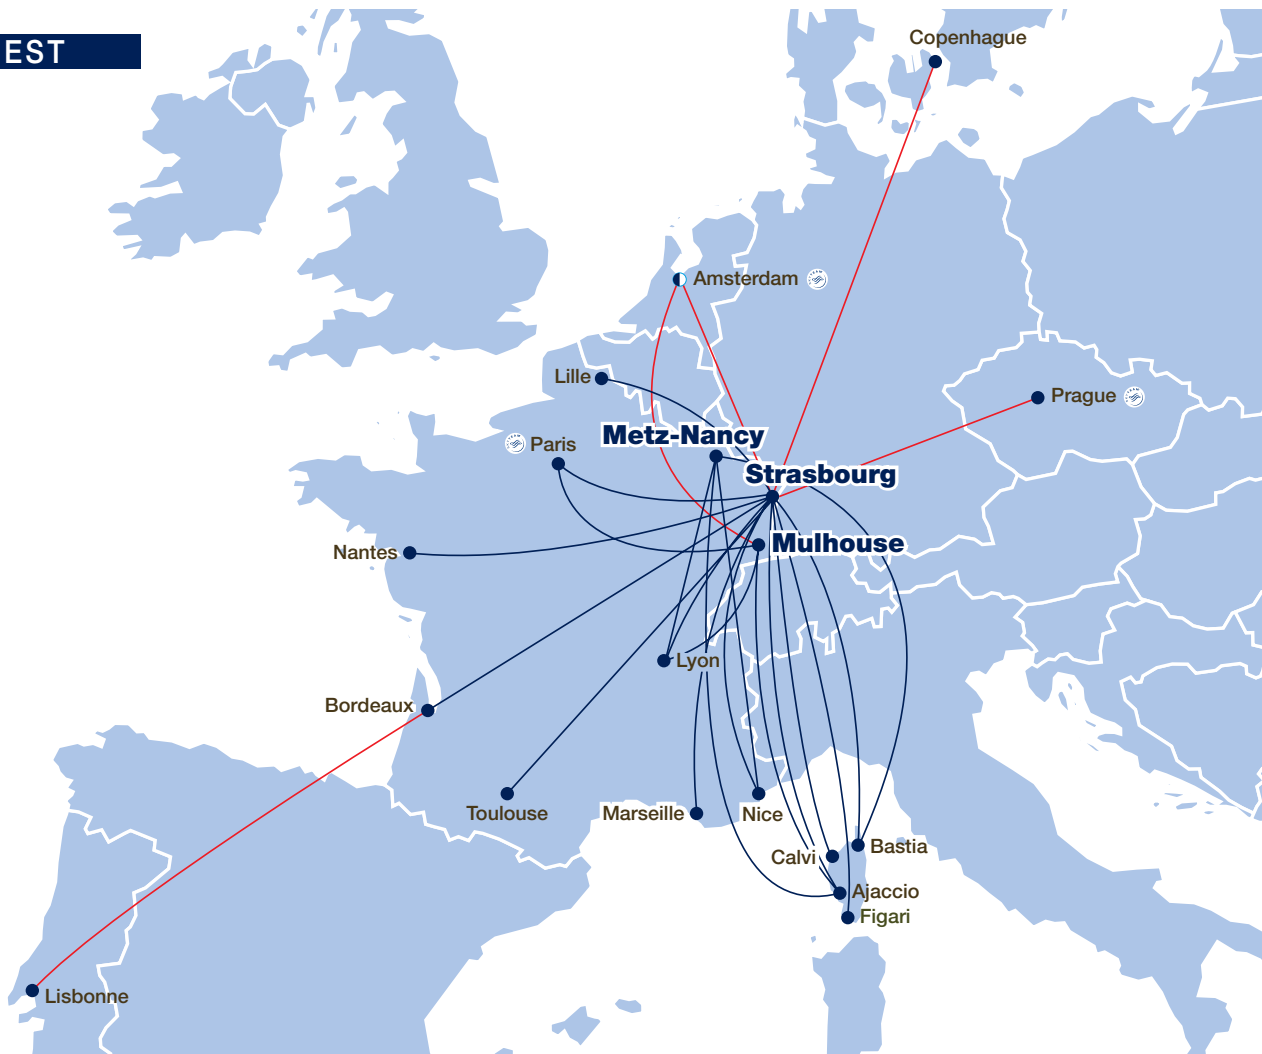 Copenhague
EST
Amsterdam
Lille
Prague
Metz-Nancy
Paris
Strasbourg
Mulhouse
Nantes
Lyon
Bordeaux
Toulouse
Marseille
Nice
Bastia
Calvi
Ajaccio
Figari
Lisbonne